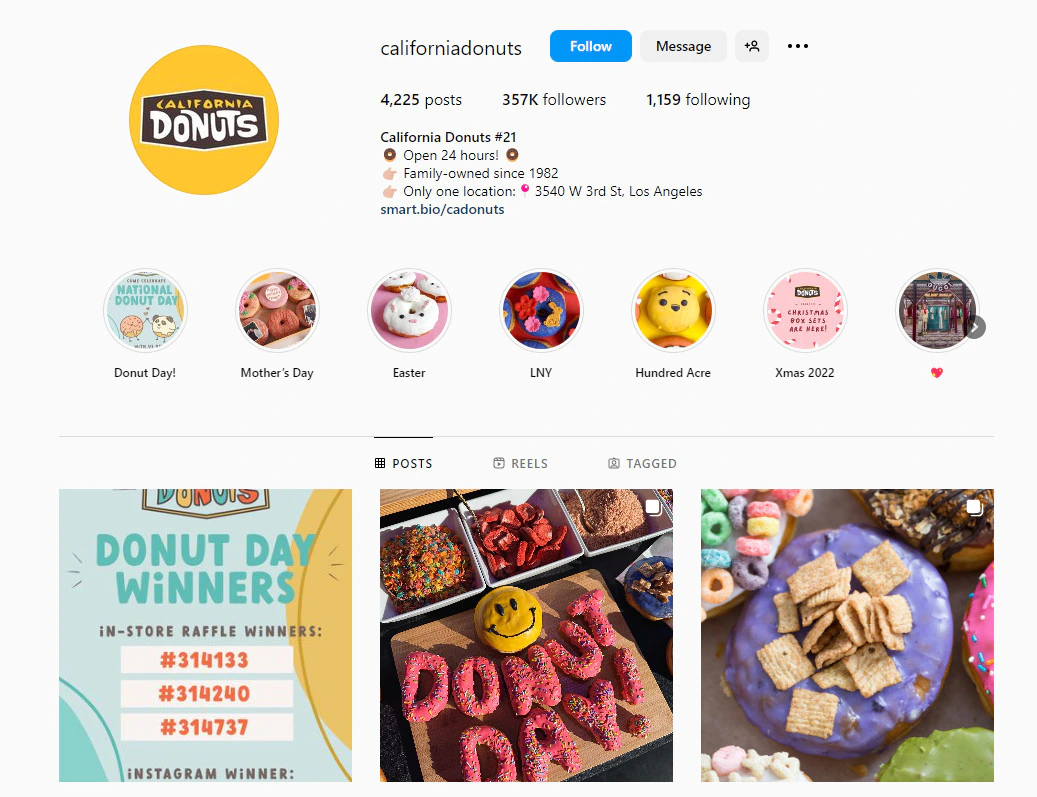 CALIFORNIA
DONUTS
californiadonuts
Follow
Message
4,225 posts
357K followers
1,159 following
California Donuts #21
🍩 Open 24 hours! 🍩
👉🏼 Family-owned since 1982
👉🏼 Only one location:📍3540 W 3rd St, Los Angeles
smart.bio/cadonuts
COME CELEBRATE
NATIONAL
DONUT DAY
DONUTS
CHRISTMAS
BOX SETS
ARE HERE!
Donut Day!
Mother's Day
Easter
LNY
Hundred Acre
Xmas 2022
💖
POSTS
REELS
TAGGED
DONUTS
DONUT DAY
WINNERS
IN-STORE RAFFLE WINNERS:
#314133
#314240
#314737
INSTAGRAM WINNER:
DONUT
DAY!